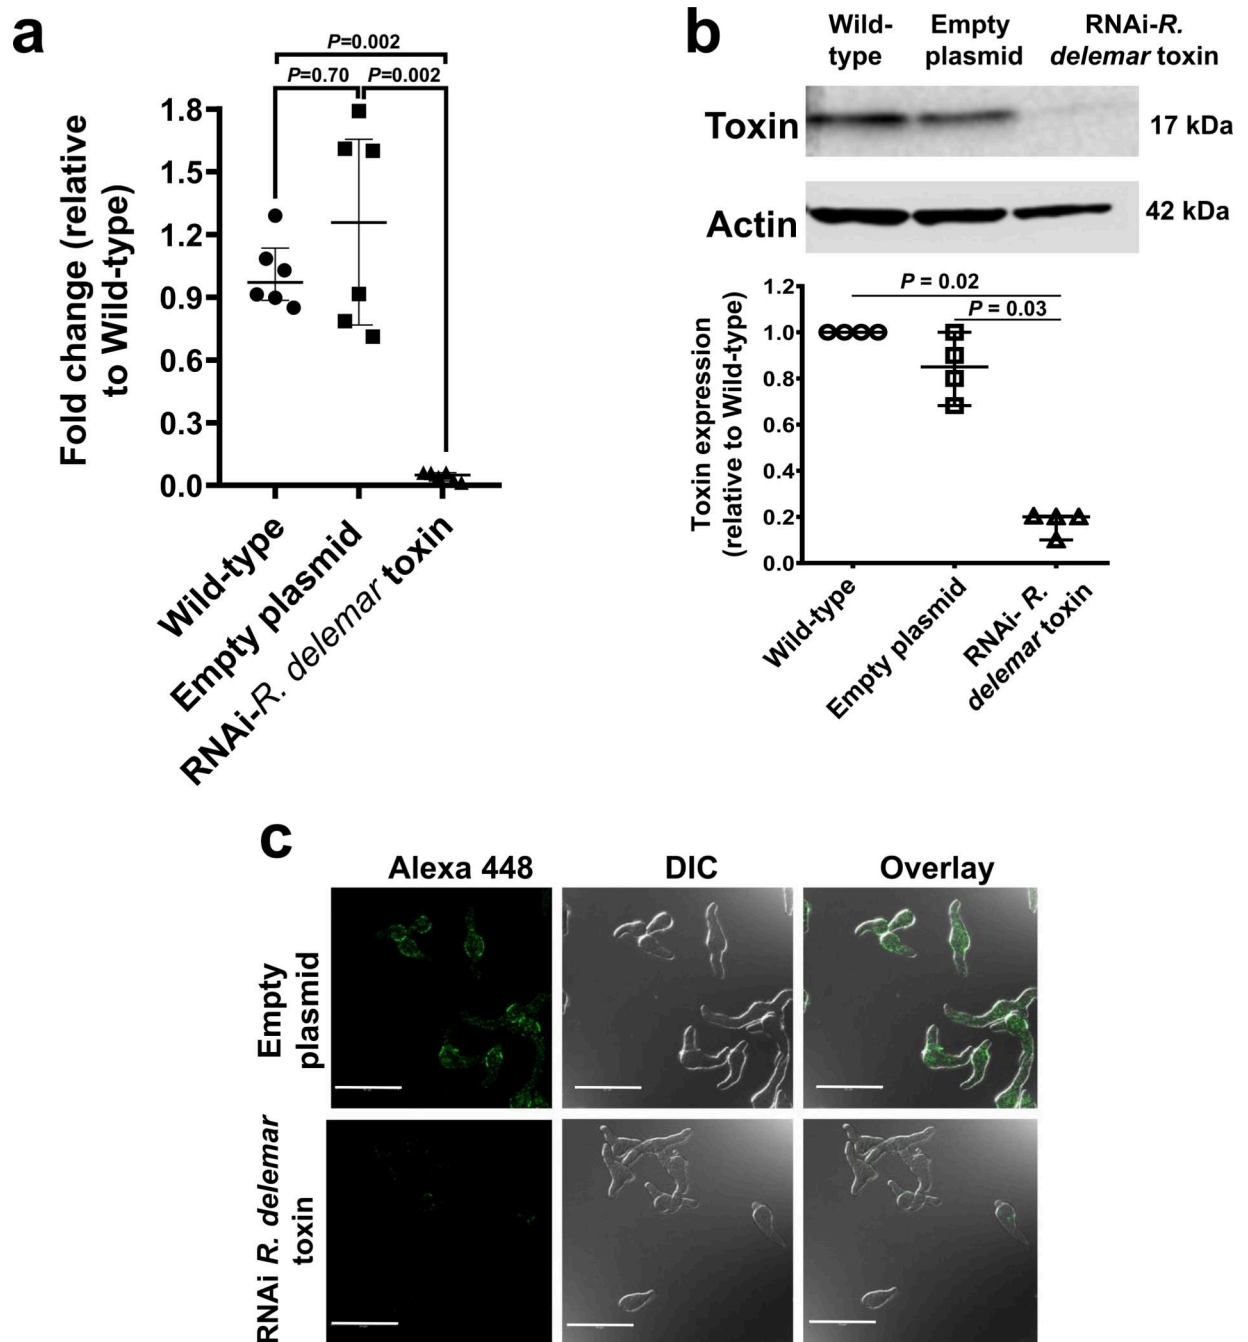 a
P=0.002
P=0.70
P=0.002
Fold change (relative
to Wild-type)
1.8
1.5
1.2
0.9
0.6
0.3
0.0
Wild-type
Empty plasmid
RNAi-R. delemar toxin
b
Wild-
type
Empty
plasmid
RNAi-R.
delemar toxin
Toxin
17 kDa
Actin
42 kDa
Toxin expression
(relative to Wild-type)
1.2
1.0
0.8
0.6
0.4
0.2
0.0
P = 0.02
P = 0.03
Wild-type
Empty plasmid
RNAi- R.
delemar toxin
c
Alexa 448
DIC
Overlay
Empty
plasmid
RNAi R. delemar
toxin